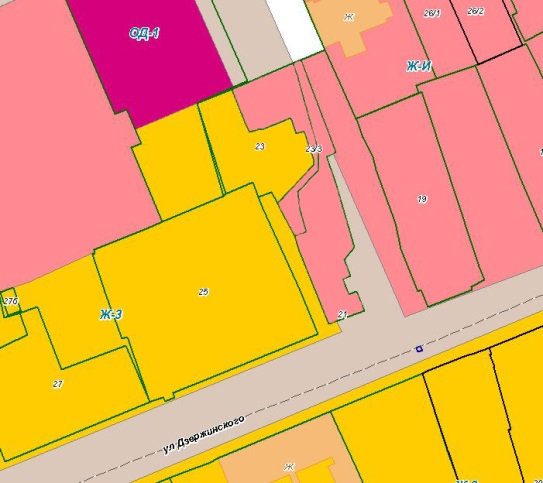 26/1
26/2
Ж
ОД-1
Ж-И
23
23/3
19
25
27б
Ж-3
21
27
ул Дзержинского
Ж